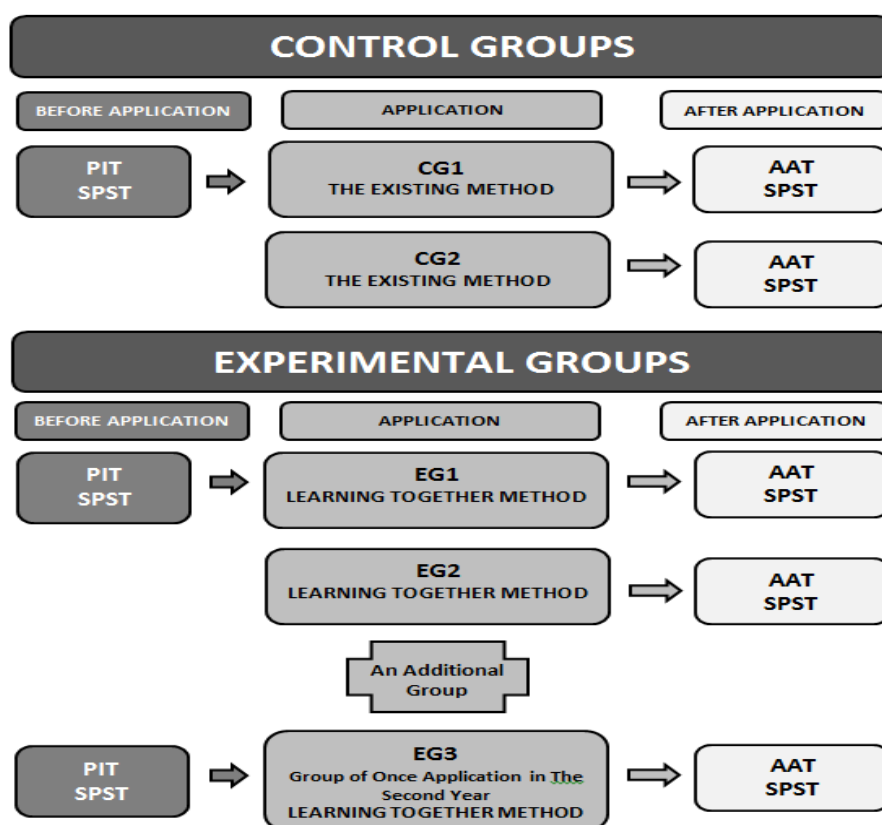 CONTROL GROUPS
BEFORE APPLICATION
APPLICATION
AFTER APPLICATION
PIT
SPST
CG1
THE EXISTING METHOD
AAT
SPST
CG2
THE EXISTING METHOD
AAT
SPST
EXPERIMENTAL GROUPS
BEFORE APPLICATION
APPLICATION
AFTER APPLICATION
PIT
SPST
EG1
LEARNING TOGETHER METHOD
AAT
SPST
EG2
LEARNING TOGETHER METHOD
AAT
SPST
An Additional
Group
PIT
SPST
EG3
Group of Once Application in The
Second Year
LEARNING TOGETHER METHOD
AAT
SPST